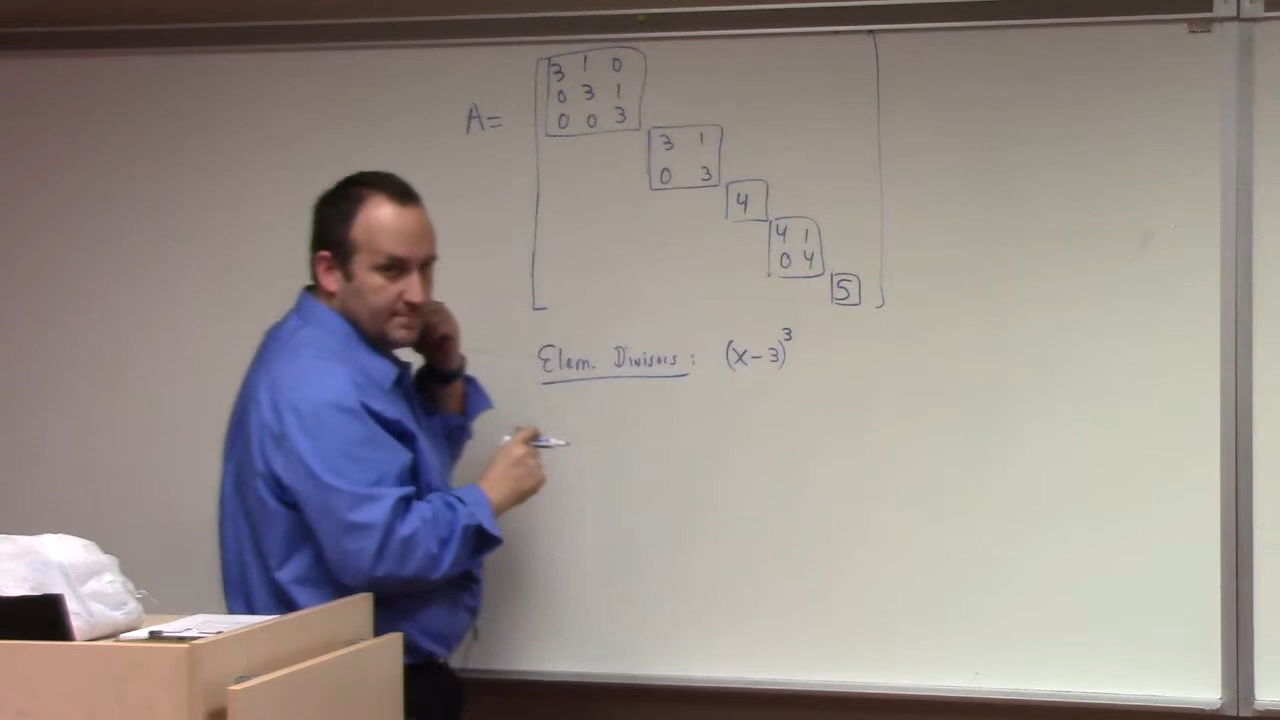 3 1 0
0 3 1
A= 0 0 3
3 1
0 3
4
4 1
0 4
5
Elem. Divisors: (x-3)³